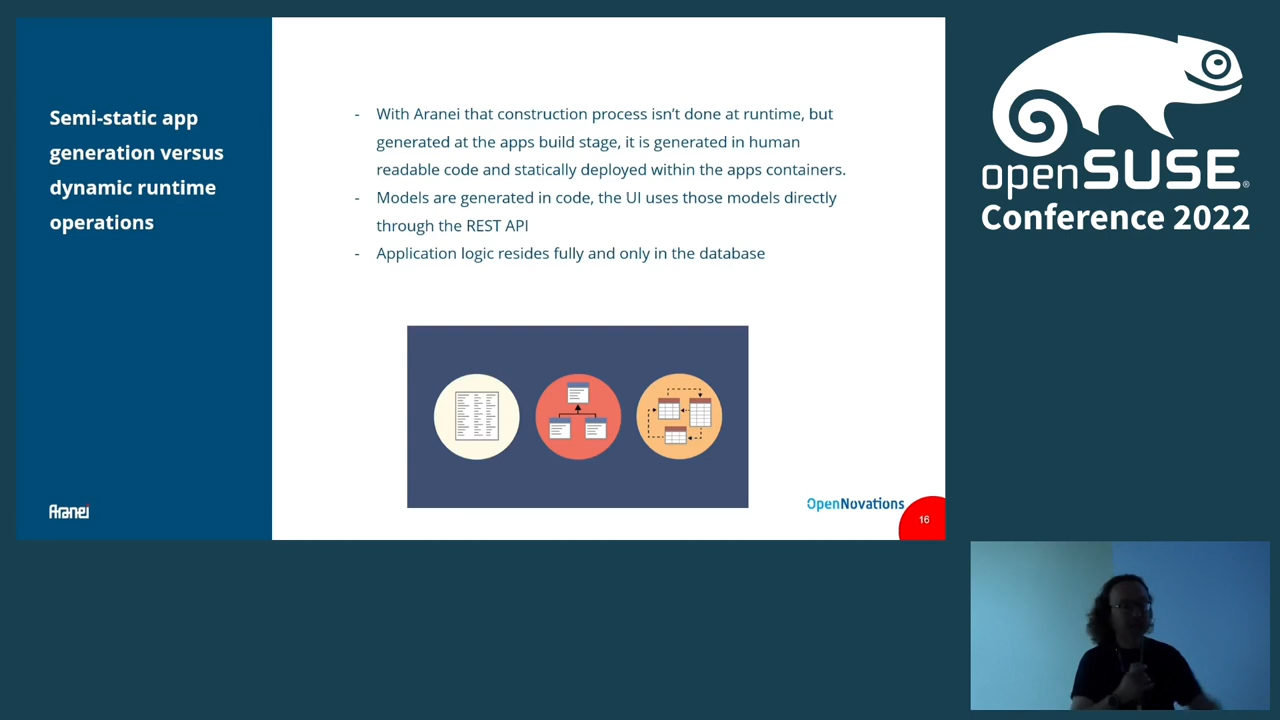 Semi-static app
generation versus
dynamic runtime
operations
- With Aranei that construction process isn't done at runtime, but
generated at the apps build stage, it is generated in human
readable code and statically deployed within the apps containers.
- Models are generated in code, the UI uses those models directly
through the REST API
- Application logic resides fully and only in the database
Aranei
OpenNovations
16
openSUSE®
Conference 2022